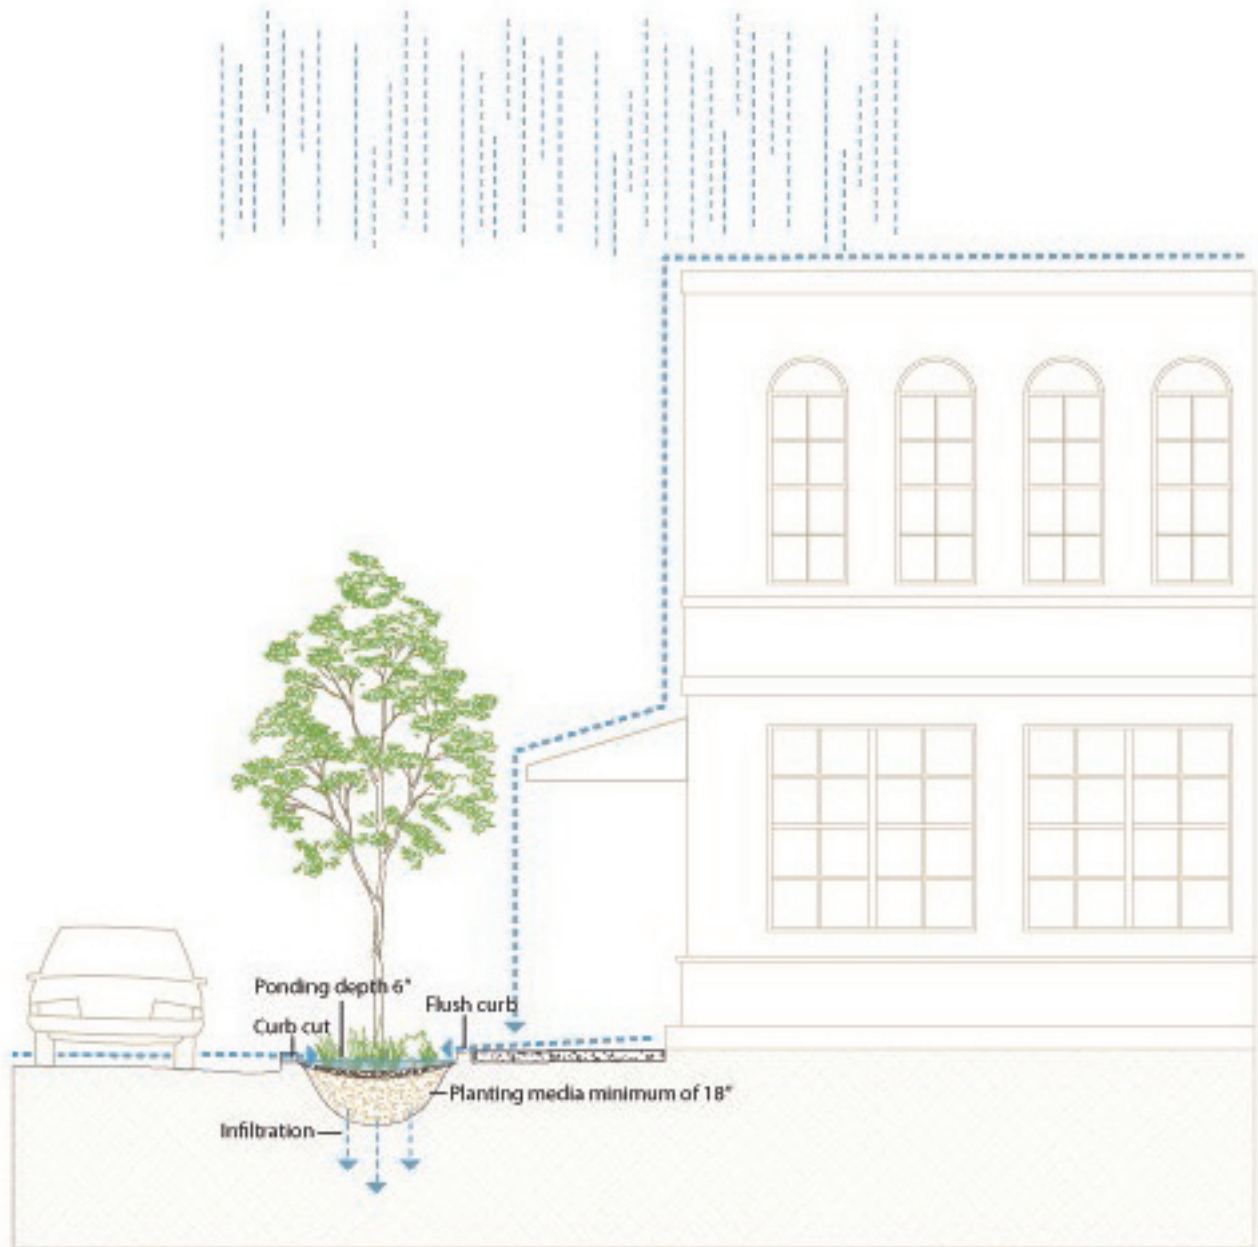 Ponding depth 6"
Flush curb
Curb cut
Planting media minimum of 18"
Infiltration